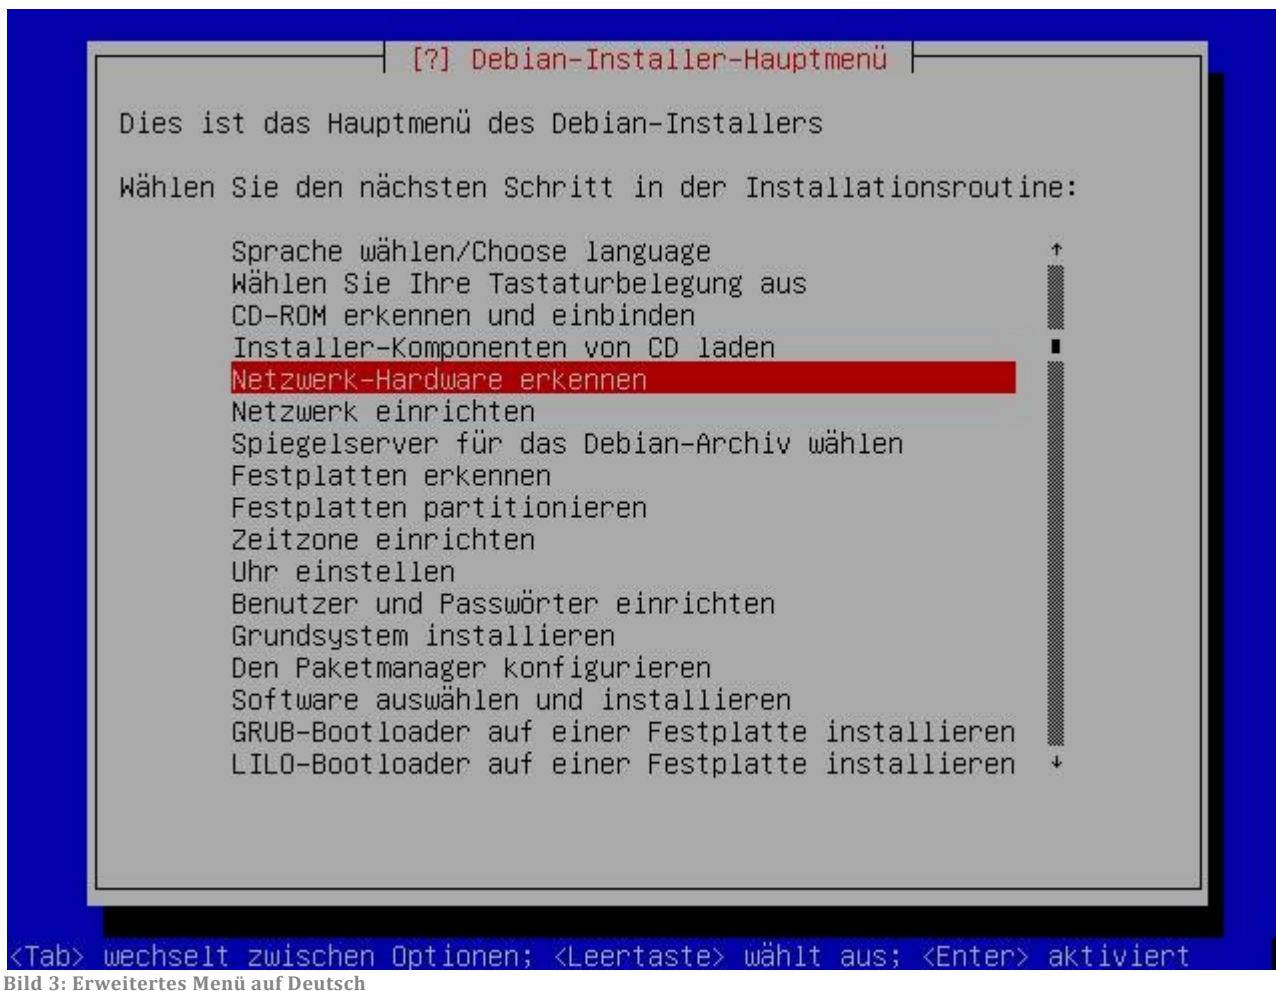 [?] Debian-Installer-Hauptmenü
Dies ist das Hauptmenü des Debian-Installers
Wählen Sie den nächsten Schritt in der Installationsroutine:
Sprache wählen/Choose language ↑
Wählen Sie Ihre Tastaturbelegung aus
CD-ROM erkennen und einbinden
Installer-Komponenten von CD laden
Netzwerk-Hardware erkennen
Netzwerk einrichten
Spiegelserver für das Debian-Archiv wählen
Festplatten erkennen
Festplatten partitionieren
Zeitzone einrichten
Uhr einstellen
Benutzer und Passwörter einrichten
Grundsystem installieren
Den Paketmanager konfigurieren
Software auswählen und installieren
GRUB-Bootloader auf einer Festplatte installieren
LILO-Bootloader auf einer Festplatte installieren ↓
<Tab> wechselt zwischen Optionen; <Leertaste> wählt aus; <Enter> aktiviert
Bild 3: Erweitertes Menü auf Deutsch